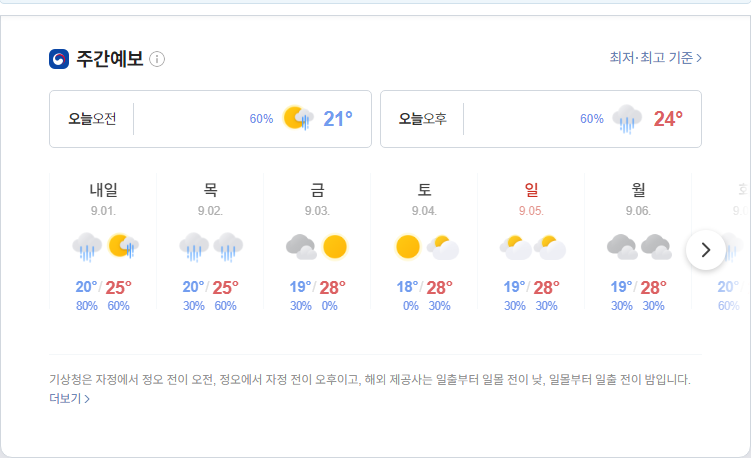 주간예보
최저·최고 기준
오늘오전 60% 21°
오늘오후 60% 24°
내일 목 금 토 일 월 화
9.01. 9.02. 9.03. 9.04. 9.05. 9.06.
20°/25° 20°/25° 19°/28° 18°/28° 19°/28° 19°/28° 20°
80% 60% 30% 60% 30% 0% 0% 30% 30% 30% 30% 30% 60%
기상청은 자정에서 정오 전이 오전, 정오에서 자정 전이 오후이고, 해외 제공사는 일출부터 일몰 전이 낮, 일몰부터 일출 전이 밤입니다.
더보기